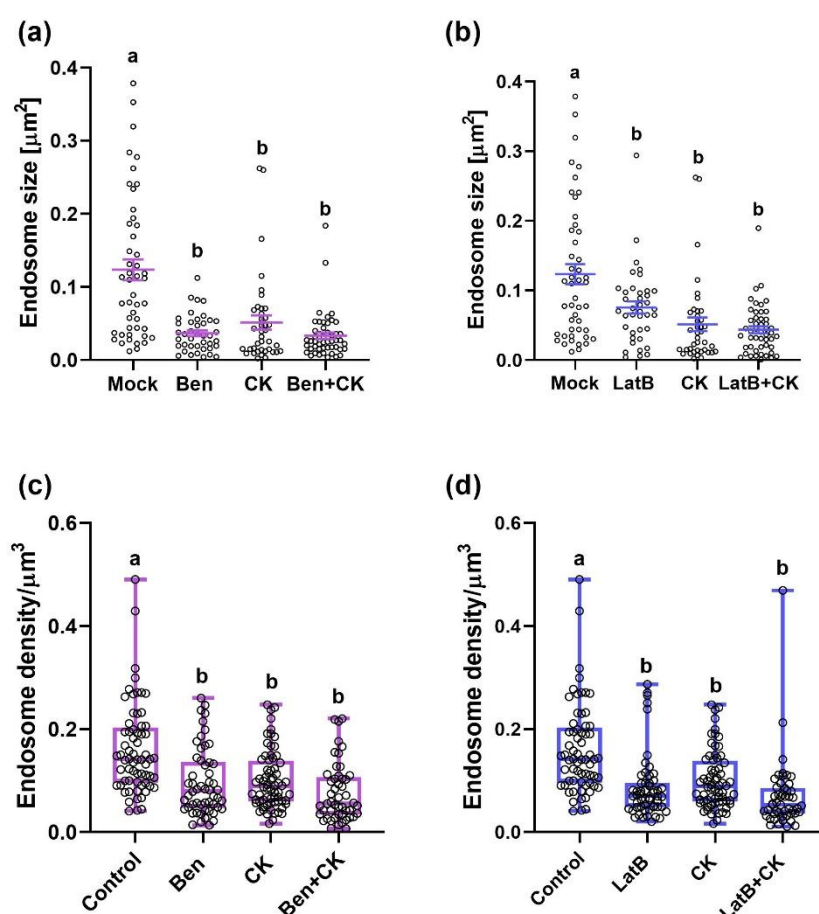 (a)
a
b
b
b
Endosome size [µm²]
0.4
0.3
0.2
0.1
0.0
Mock Ben CK Ben+CK
(b)
a
b
b
b
Endosome size [µm²]
0.4
0.3
0.2
0.1
0.0
Mock LatB CK LatB+CK
(c)
a
b
b
b
Endosome density/µm³
0.6
0.4
0.2
0.0
Control Ben CK Ben+CK
(d)
a
b
b
b
Endosome density/µm³
0.6
0.4
0.2
0.0
Control LatB CK LatB+CK